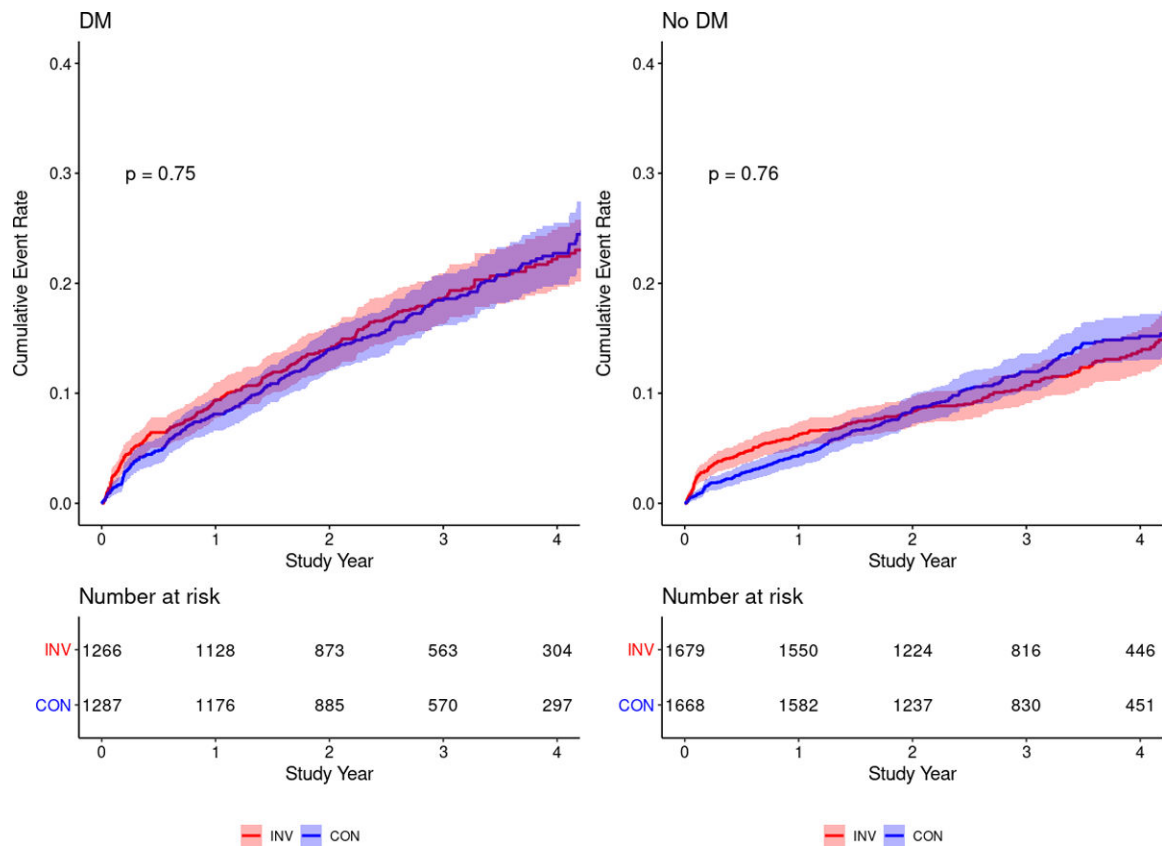 DM
0.4
0.3
0.2
0.1
0.0
Cumulative Event Rate
p = 0.75
0 1 2 3 4
Study Year
Number at risk
INV 1266 1128 873 563 304
CON 1287 1176 885 570 297
0 1 2 3 4
Study Year
INV CON
No DM
0.4
0.3
0.2
0.1
0.0
Cumulative Event Rate
p = 0.76
0 1 2 3 4
Study Year
Number at risk
INV 1679 1550 1224 816 446
CON 1668 1582 1237 830 451
0 1 2 3 4
Study Year
INV CON